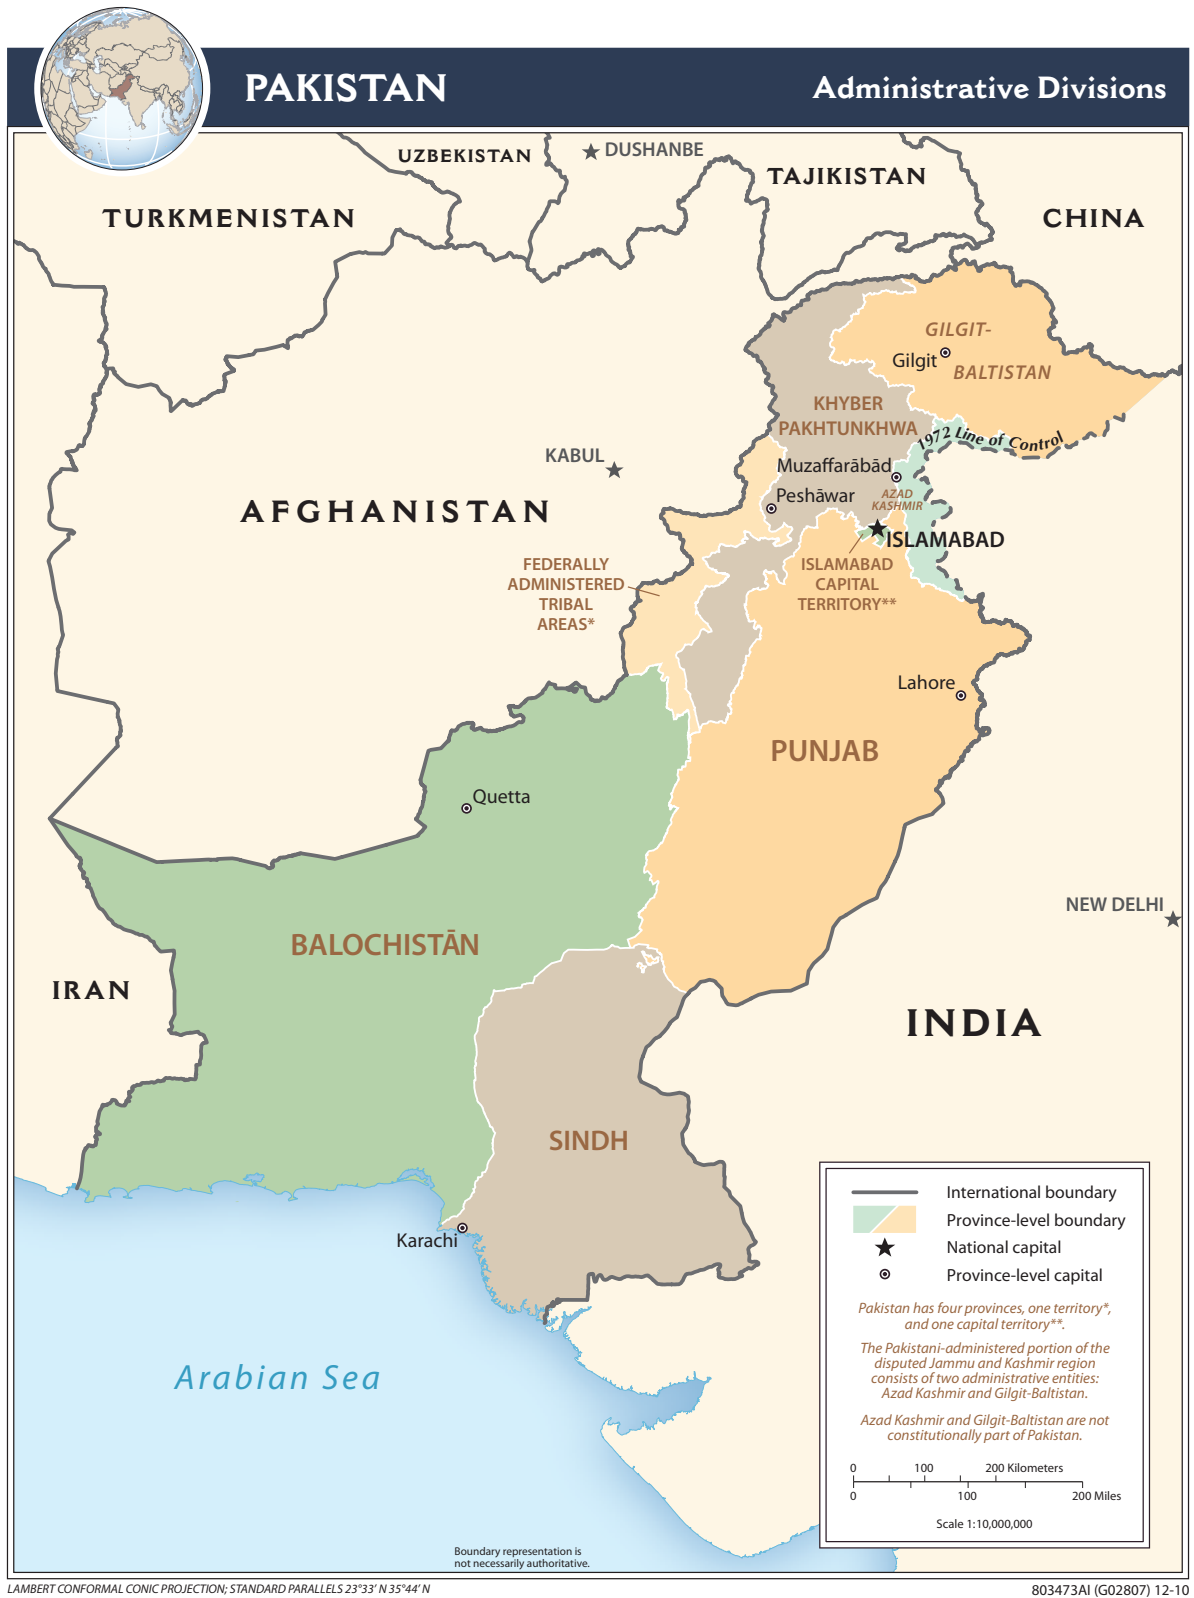 PAKISTAN
Administrative Divisions
UZBEKISTAN
DUSHANBE
TAJIKISTAN
TURKMENISTAN
CHINA
GILGIT-
Gilgit
BALTISTAN
KHYBER
PAKHTUNKHWA
1972 Line of Control
KABUL
Muzaffarābād
Peshāwar
AZAD
KASHMIR
AFGHANISTAN
ISLAMABAD
FEDERALLY
ADMINISTERED
TRIBAL
AREAS*
ISLAMABAD
CAPITAL
TERRITORY**
Lahore
PUNJAB
Quetta
NEW DELHI
BALOCHISTĀN
IRAN
INDIA
SINDH
Karachi
Arabian Sea
International boundary
Province-level boundary
National capital
Province-level capital
Pakistan has four provinces, one territory*,
and one capital territory**.
The Pakistani-administered portion of the
disputed Jammu and Kashmir region
consists of two administrative entities:
Azad Kashmir and Gilgit-Baltistan.
Azad Kashmir and Gilgit-Baltistan are not
constitutionally part of Pakistan.
0 100 200 Kilometers
0 100 200 Miles
Scale 1:10,000,000
Boundary representation is
not necessarily authoritative.
LAMBERT CONFORMAL CONIC PROJECTION; STANDARD PARALLELS 23°33' N 35°44' N
803473AI (G02807) 12-10